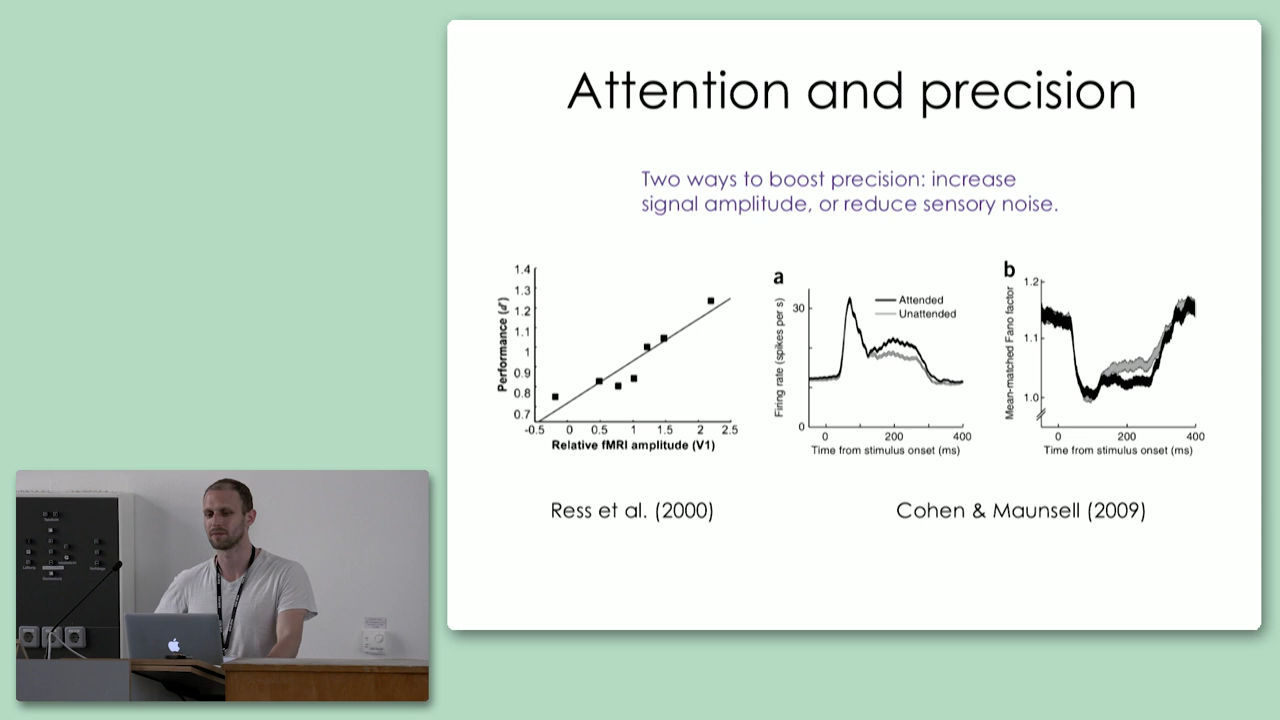 Attention and precision
Two ways to boost precision: increase
signal amplitude, or reduce sensory noise.
Performance (d')
1.4
1.3
1.2
1.1
1
0.9
0.8
0.7
-0.5 0 0.5 1 1.5 2 2.5
Relative fMRI amplitude (V1)
a
Firing rate (spikes per s)
30
0
Attended
Unattended
0 200 400
Time from stimulus onset (ms)
b
Mean-matched Fano factor
1.2
1.1
1.0
0 200 400
Time from stimulus onset (ms)
Ress et al. (2000)
Cohen & Maunsell (2009)